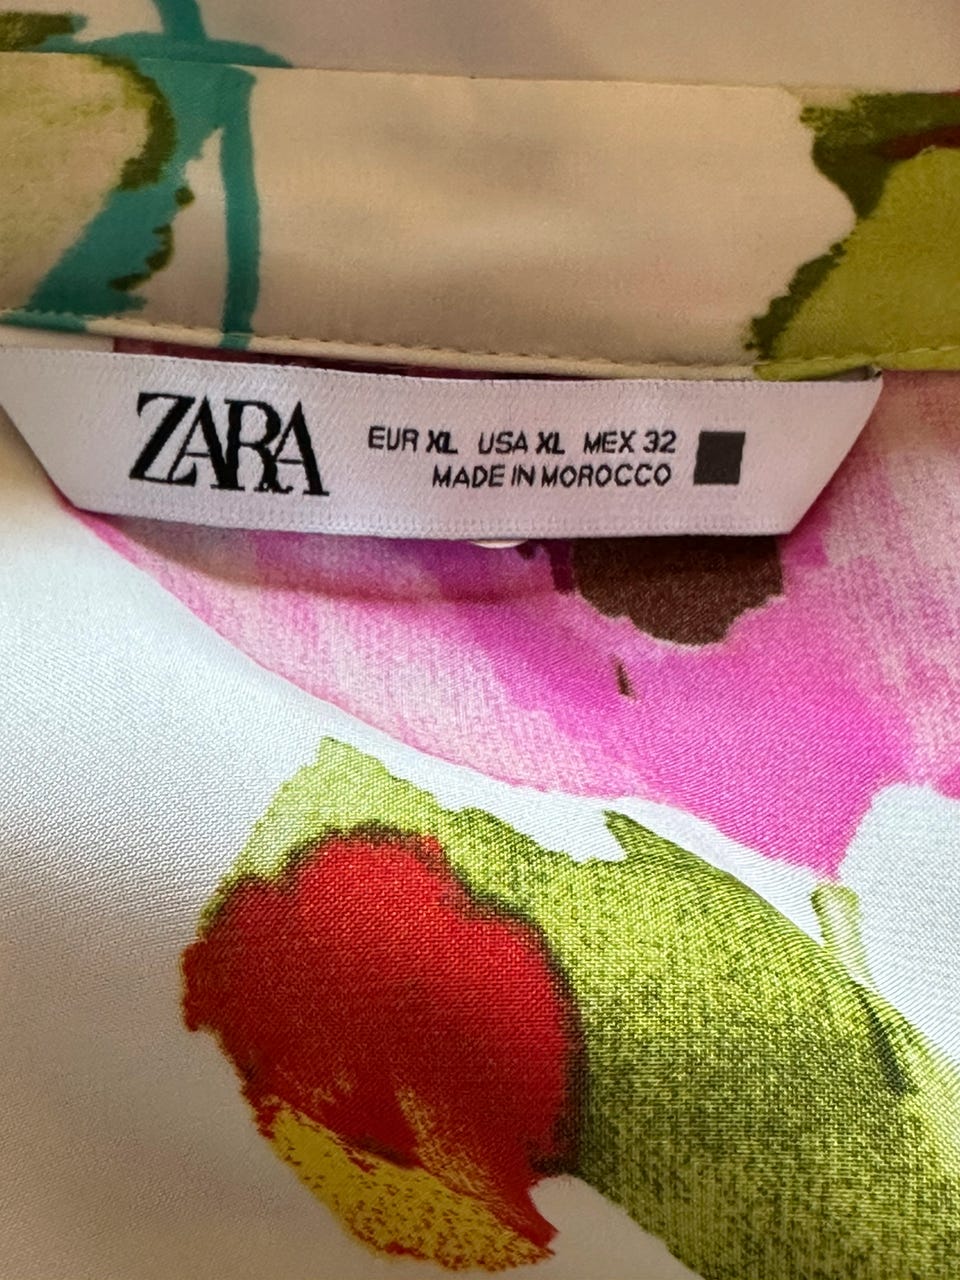 ZARA
EUR XL USA XL MEX 32
MADE IN MOROCCO